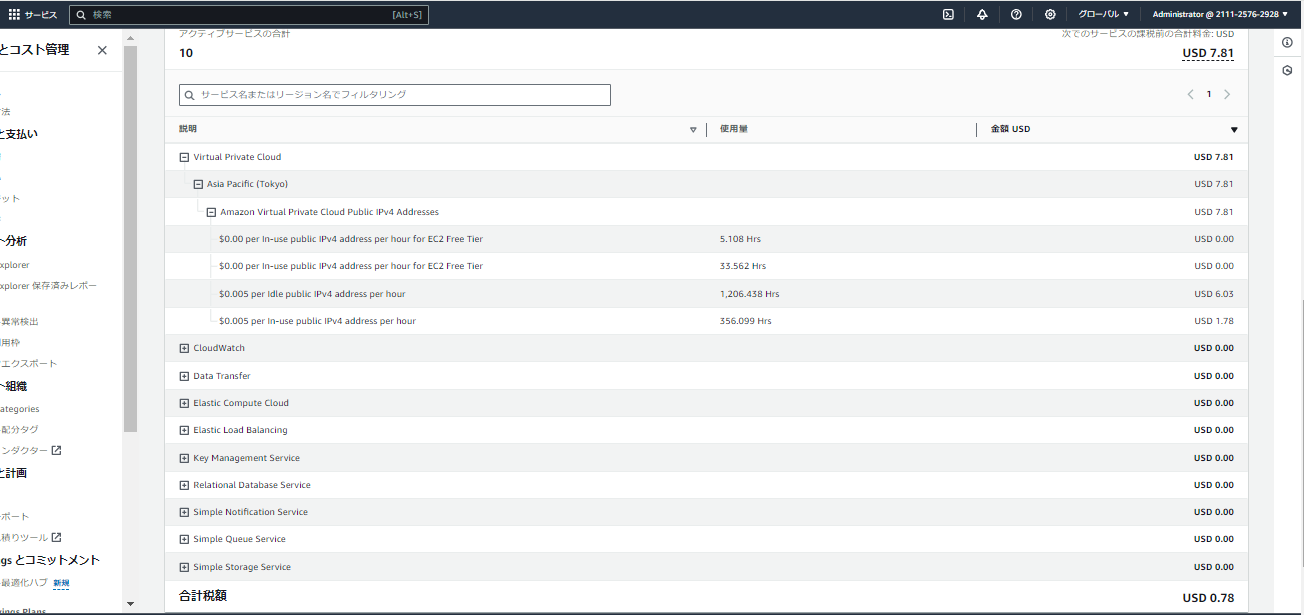 サービス 検索 [Alt+S] グローバル ▼ Administrator @ 2111-2576-2928 ▼
アクティブサービスの合計 次でのサービスの課税前の合計料金: USD
とコスト管理
10 USD 7.81
サービス名またはリージョン名でフィルタリング 1
法
と支払い
説明 使用量 金額 USD
Virtual Private Cloud USD 7.81
Asia Pacific (Tokyo) USD 7.81
ット
Amazon Virtual Private Cloud Public IPv4 Addresses USD 7.81
ト分析
$0.00 per In-use public IPv4 address per hour for EC2 Free Tier 5.108 Hrs USD 0.00
xplorer
$0.00 per In-use public IPv4 address per hour for EC2 Free Tier 33.562 Hrs USD 0.00
xplorer 保存済みレポー
$0.005 per Idle public IPv4 address per hour 1,206.438 Hrs USD 6.03
異常検出
$0.005 per In-use public IPv4 address per hour 356.099 Hrs USD 1.78
用枠
CloudWatch USD 0.00
エクスポート
Data Transfer USD 0.00
ト組織
Elastic Compute Cloud USD 0.00
ategories
配分タグ
Elastic Load Balancing USD 0.00
ンダクター
Key Management Service USD 0.00
と計画
Relational Database Service USD 0.00
ポート
Simple Notification Service USD 0.00
積りツール
Simple Queue Service USD 0.00
gs とコミットメント
Simple Storage Service USD 0.00
最適化ハブ 新規
合計税額 USD 0.78
vings Plans